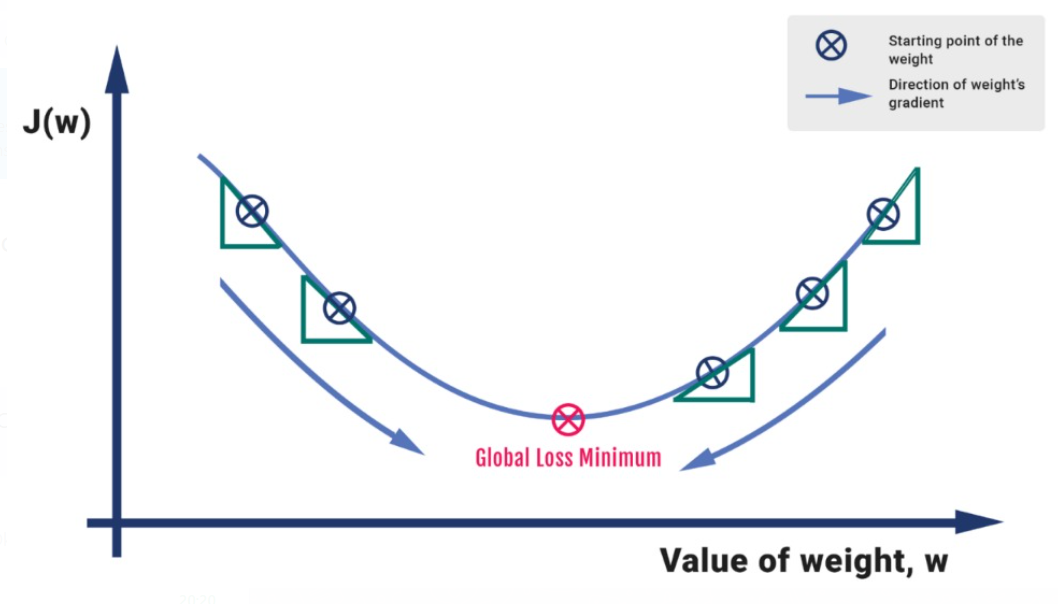 Starting point of the
weight
Direction of weight's
gradient
J(w)
Global Loss Minimum
Value of weight, w